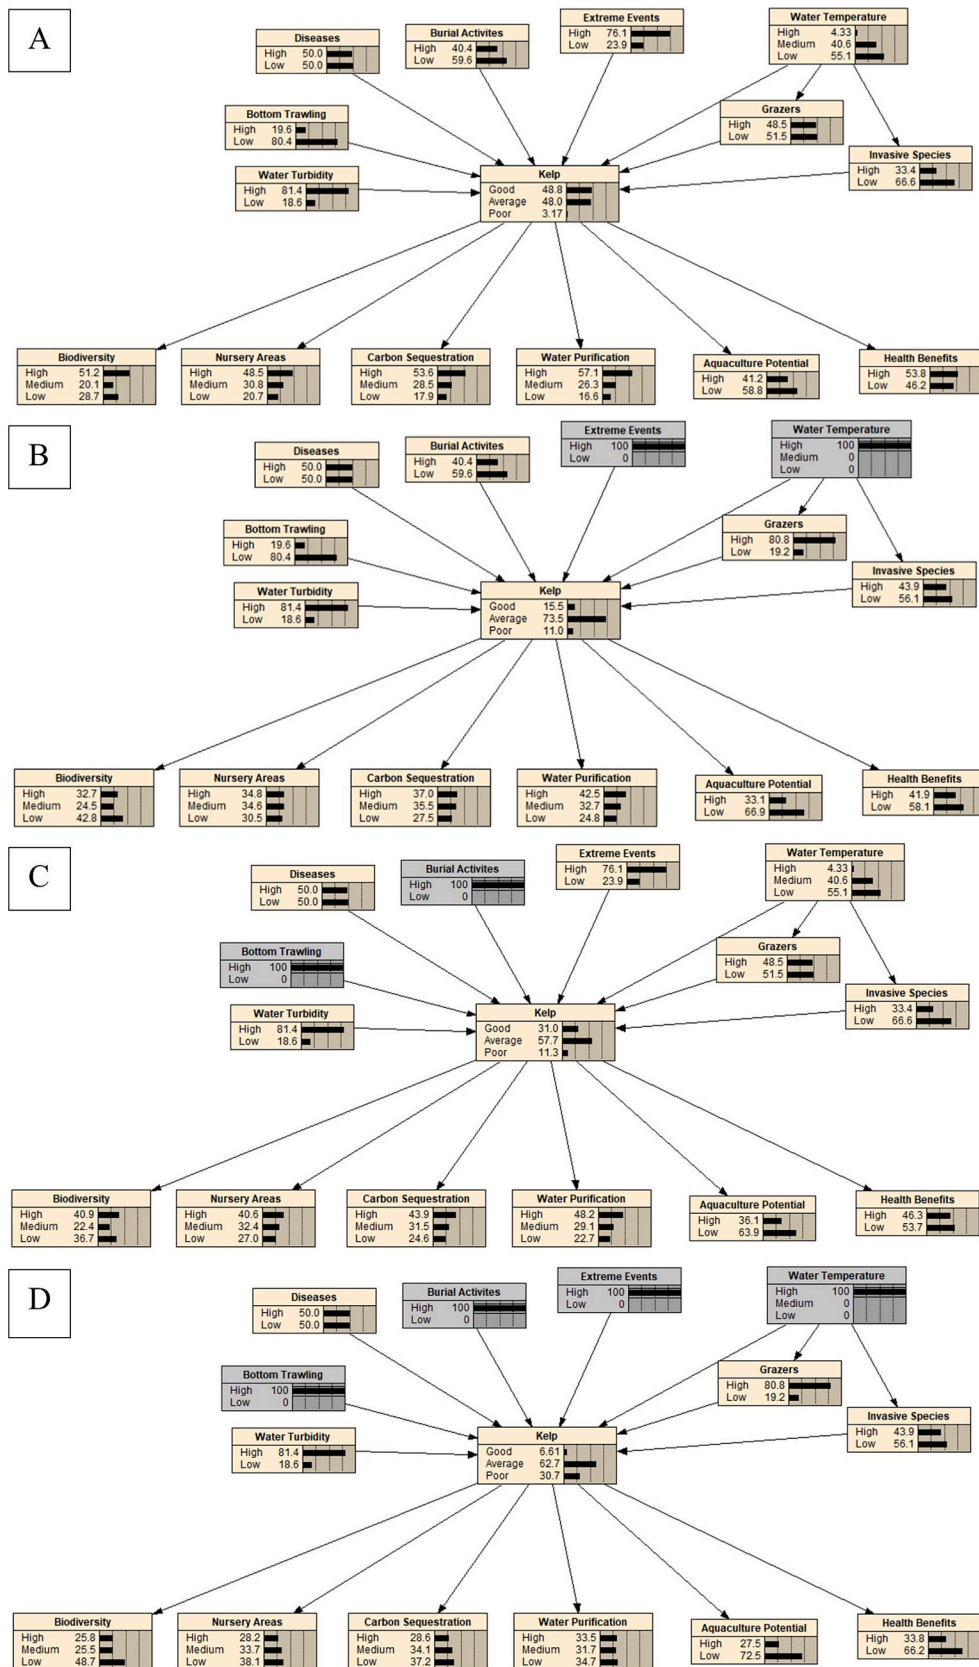 A
Diseases
High 50.0
Low 50.0
Burial Activites
High 40.4
Low 59.6
Extreme Events
High 76.1
Low 23.9
Water Temperature
High 4.33
Medium 40.6
Low 55.1
Bottom Trawling
High 19.6
Low 80.4
Grazers
High 48.5
Low 51.5
Water Turbidity
High 81.4
Low 18.6
Kelp
Good 48.8
Average 48.0
Poor 3.17
Invasive Species
High 33.4
Low 66.6
Biodiversity
High 51.2
Medium 20.1
Low 28.7
Nursery Areas
High 48.5
Medium 30.8
Low 20.7
Carbon Sequestration
High 53.6
Medium 28.5
Low 17.9
Water Purification
High 57.1
Medium 26.3
Low 16.6
Aquaculture Potential
High 41.2
Low 58.8
Health Benefits
High 53.8
Low 46.2
B
Diseases
High 50.0
Low 50.0
Burial Activites
High 40.4
Low 59.6
Extreme Events
High 100
Low 0
Water Temperature
High 100
Medium 0
Low 0
Bottom Trawling
High 19.6
Low 80.4
Grazers
High 80.8
Low 19.2
Water Turbidity
High 81.4
Low 18.6
Kelp
Good 15.5
Average 73.5
Poor 11.0
Invasive Species
High 43.9
Low 56.1
Biodiversity
High 32.7
Medium 24.5
Low 42.8
Nursery Areas
High 34.8
Medium 34.6
Low 30.5
Carbon Sequestration
High 37.0
Medium 35.5
Low 27.5
Water Purification
High 42.5
Medium 32.7
Low 24.8
Aquaculture Potential
High 33.1
Low 66.9
Health Benefits
High 41.9
Low 58.1
C
Diseases
High 50.0
Low 50.0
Burial Activites
High 100
Low 0
Extreme Events
High 76.1
Low 23.9
Water Temperature
High 4.33
Medium 40.6
Low 55.1
Bottom Trawling
High 100
Low 0
Grazers
High 48.5
Low 51.5
Water Turbidity
High 81.4
Low 18.6
Kelp
Good 31.0
Average 57.7
Poor 11.3
Invasive Species
High 33.4
Low 66.6
Biodiversity
High 40.9
Medium 22.4
Low 36.7
Nursery Areas
High 40.6
Medium 32.4
Low 27.0
Carbon Sequestration
High 43.9
Medium 31.5
Low 24.6
Water Purification
High 48.2
Medium 29.1
Low 22.7
Aquaculture Potential
High 36.1
Low 63.9
Health Benefits
High 46.3
Low 53.7
D
Diseases
High 50.0
Low 50.0
Burial Activites
High 100
Low 0
Extreme Events
High 100
Low 0
Water Temperature
High 100
Medium 0
Low 0
Bottom Trawling
High 100
Low 0
Grazers
High 80.8
Low 19.2
Water Turbidity
High 81.4
Low 18.6
Kelp
Good 6.61
Average 62.7
Poor 30.7
Invasive Species
High 43.9
Low 56.1
Biodiversity
High 25.8
Medium 25.5
Low 48.7
Nursery Areas
High 28.2
Medium 33.7
Low 38.1
Carbon Sequestration
High 28.6
Medium 34.1
Low 37.2
Water Purification
High 33.5
Medium 31.7
Low 34.7
Aquaculture Potential
High 27.5
Low 72.5
Health Benefits
High 33.8
Low 66.2